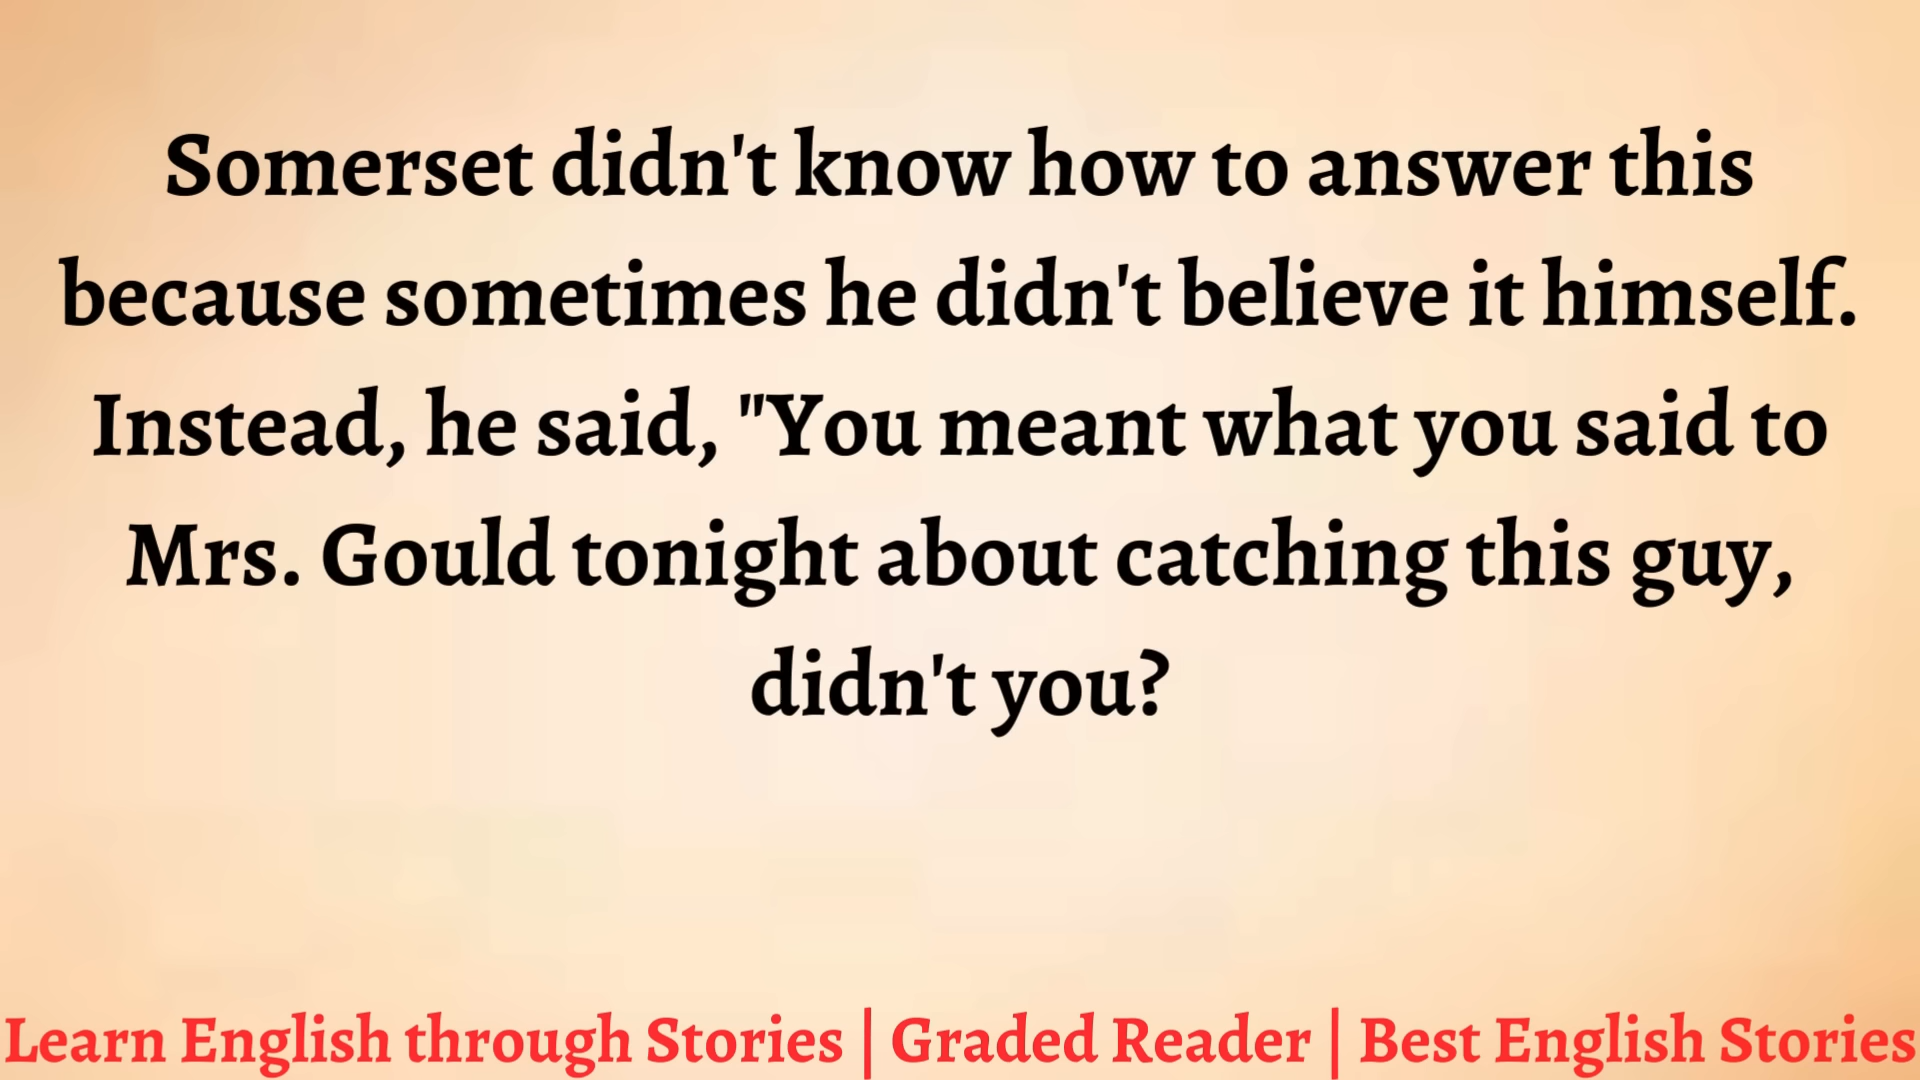 Somerset didn't know how to answer this
because sometimes he didn't believe it himself.
Instead, he said, "You meant what you said to
Mrs. Gould tonight about catching this guy,
didn't you?
Learn English through Stories | Graded Reader | Best English Stories